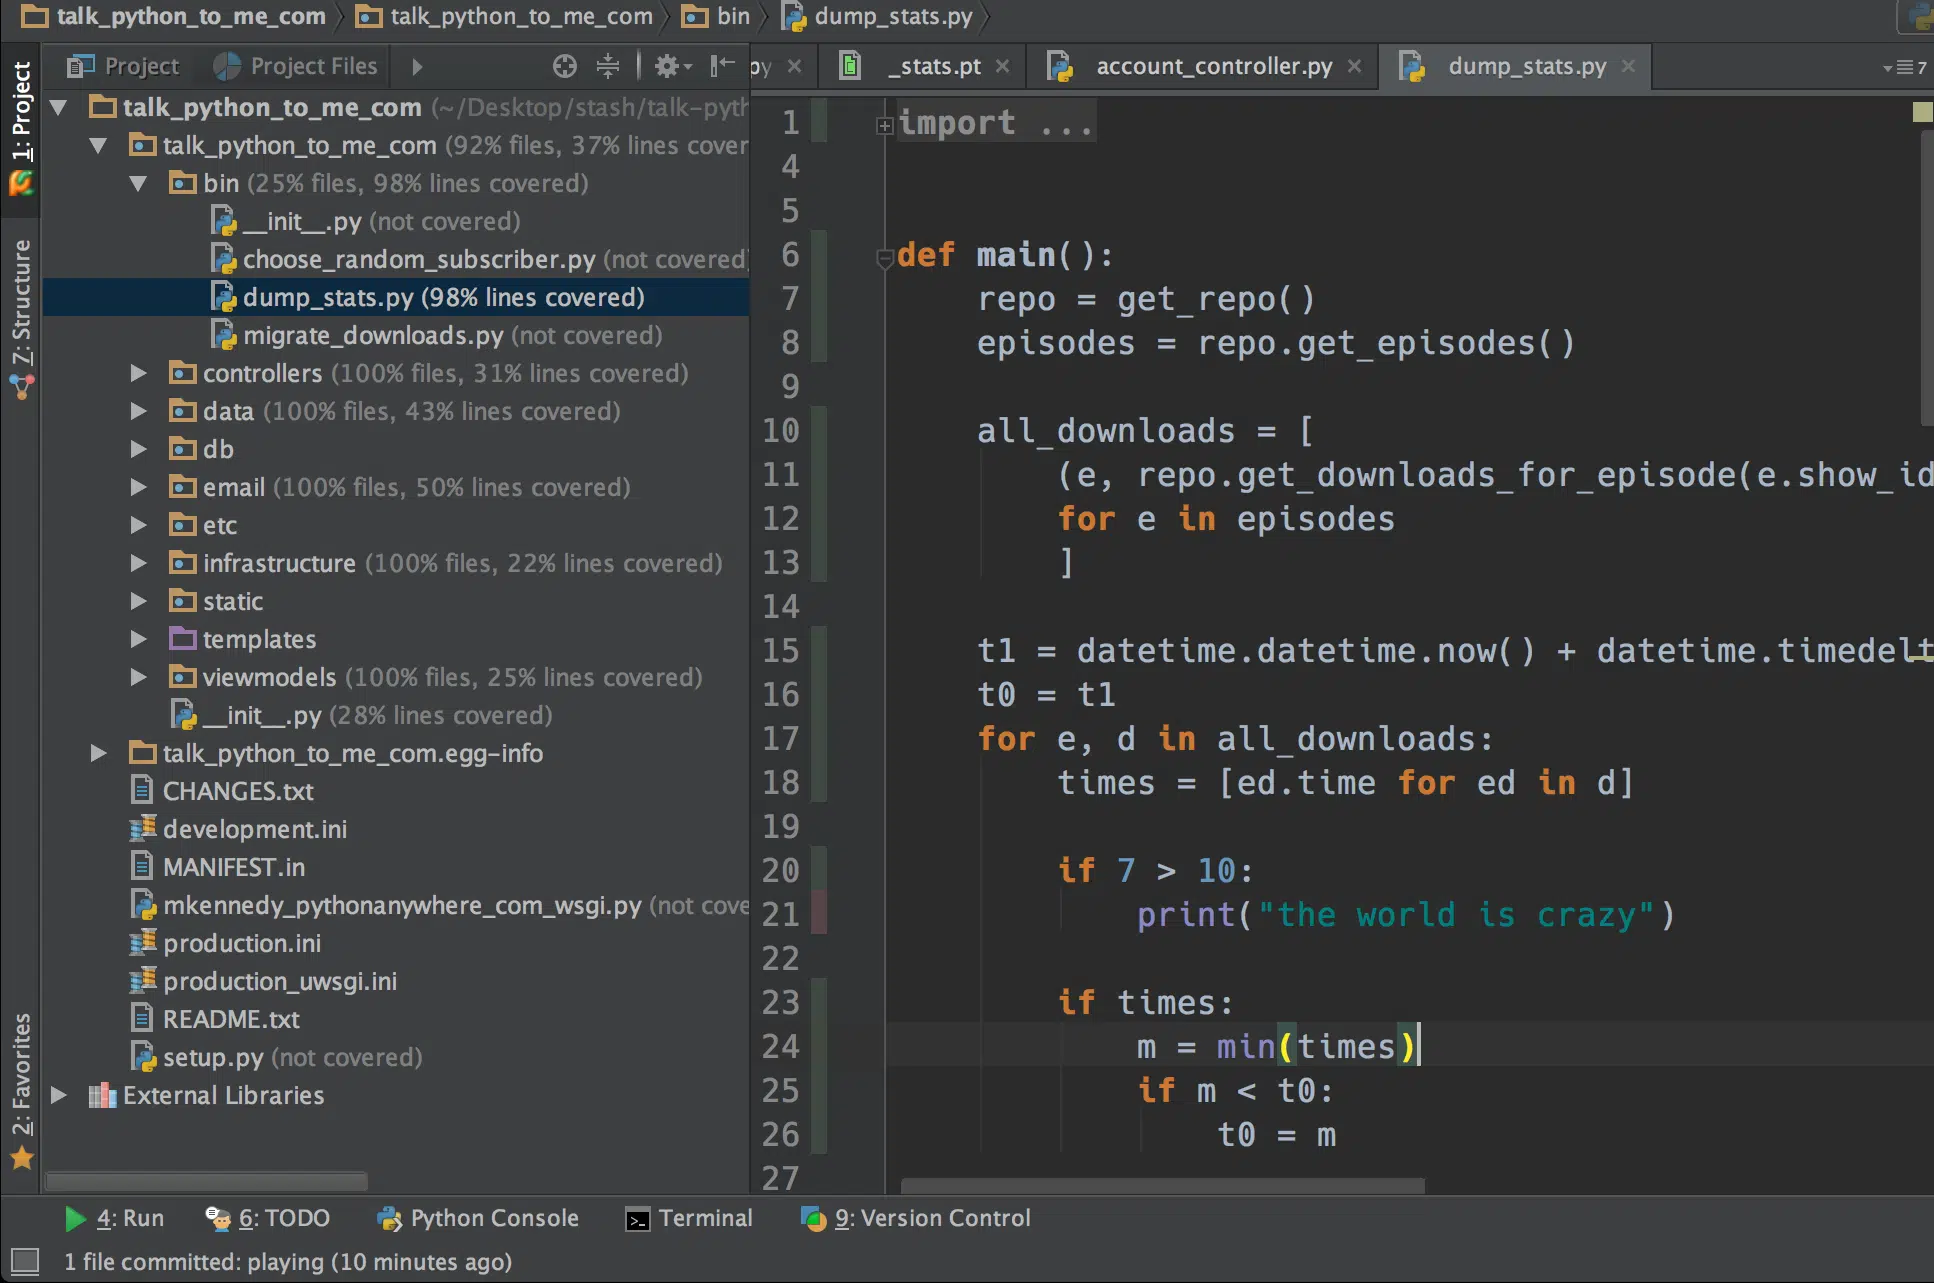 talk_python_to_me_com talk_python_to_me_com bin dump_stats.py
1: Project
7: Structure
2: Favorites
Project Project Files
talk_python_to_me_com (~/Desktop/stash/talk-pyth
talk_python_to_me_com (92% files, 37% lines cover
bin (25% files, 98% lines covered)
__init__.py (not covered)
choose_random_subscriber.py (not covered)
dump_stats.py (98% lines covered)
migrate_downloads.py (not covered)
controllers (100% files, 31% lines covered)
data (100% files, 43% lines covered)
db
email (100% files, 50% lines covered)
etc
infrastructure (100% files, 22% lines covered)
static
templates
viewmodels (100% files, 25% lines covered)
__init__.py (28% lines covered)
talk_python_to_me_com.egg-info
CHANGES.txt
development.ini
MANIFEST.in
mkennedy_pythonanywhere_com_wsgi.py (not cove
production.ini
production_uwsgi.ini
README.txt
setup.py (not covered)
External Libraries
py _stats.pt account_controller.py dump_stats.py 7
1 import ...
4
5
6 def main():
7 repo = get_repo()
8 episodes = repo.get_episodes()
9
10 all_downloads = [
11 (e, repo.get_downloads_for_episode(e.show_id
12 for e in episodes
13 ]
14
15 t1 = datetime.datetime.now() + datetime.timedelt
16 t0 = t1
17 for e, d in all_downloads:
18 times = [ed.time for ed in d]
19
20 if 7 > 10:
21 print("the world is crazy")
22
23 if times:
24 m = min(times)
25 if m < t0:
26 t0 = m
27
4: Run 6: TODO Python Console Terminal 9: Version Control
1 file committed: playing (10 minutes ago)